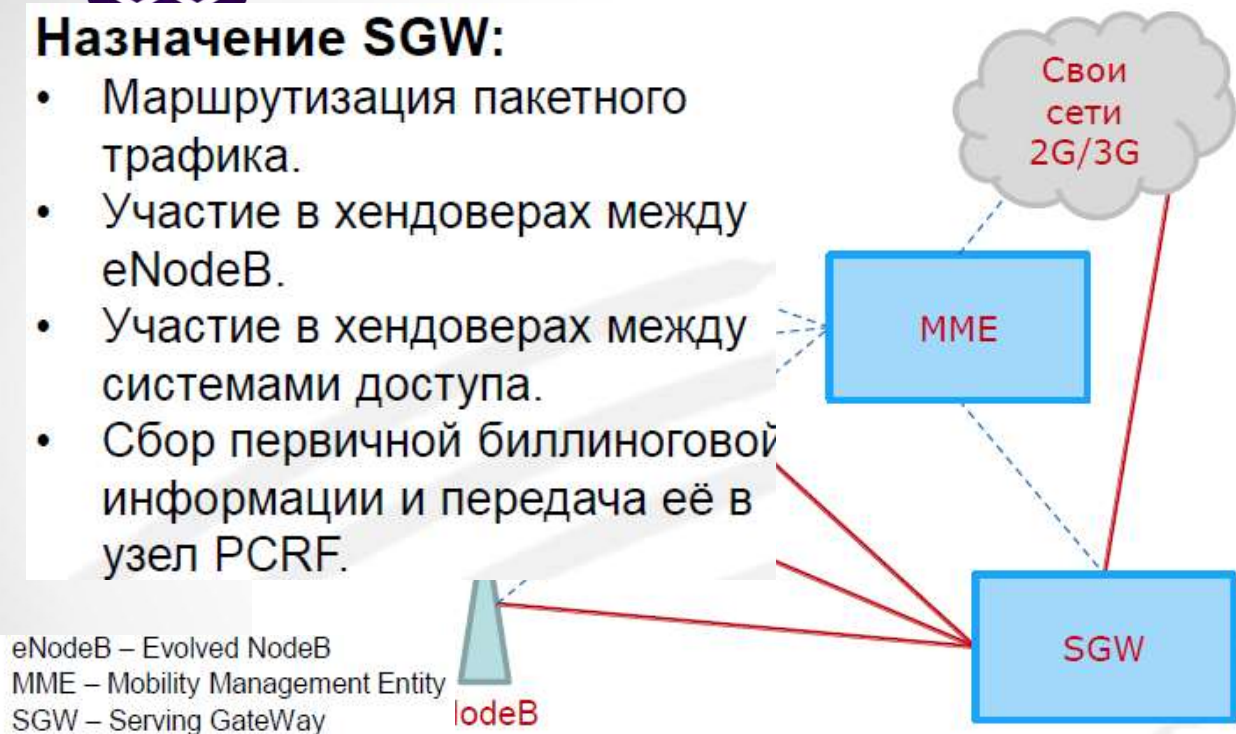 Назначение SGW:
• Маршрутизация пакетного
трафика.
• Участие в хендоверах между
eNodeB.
• Участие в хендоверах между
системами доступа.
• Сбор первичной биллиноговой
информации и передача её в
узел PCRF.
Свои
сети
2G/3G
MME
SGW
lodeB
eNodeB – Evolved NodeB
MME – Mobility Management Entity
SGW – Serving GateWay